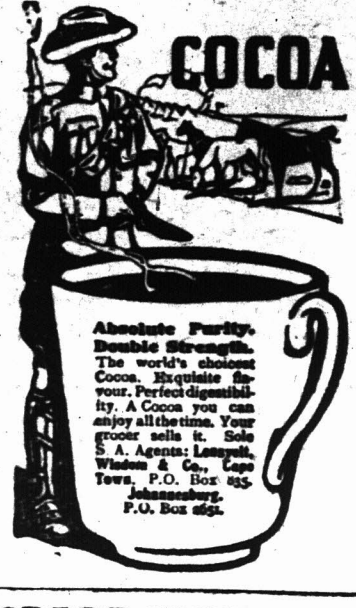 COCOA
Absolute Purity.
Double Strength.
The world's choicest
Cocoa. Exquisite fla-
vour. Perfect digestibil-
ity. A Cocoa you can
enjoy all the time. Your
grocer sells it. Sole
S. A. Agents:
& Co., Cape
Town. P.O. Box
Johannesburg.
P.O. Box